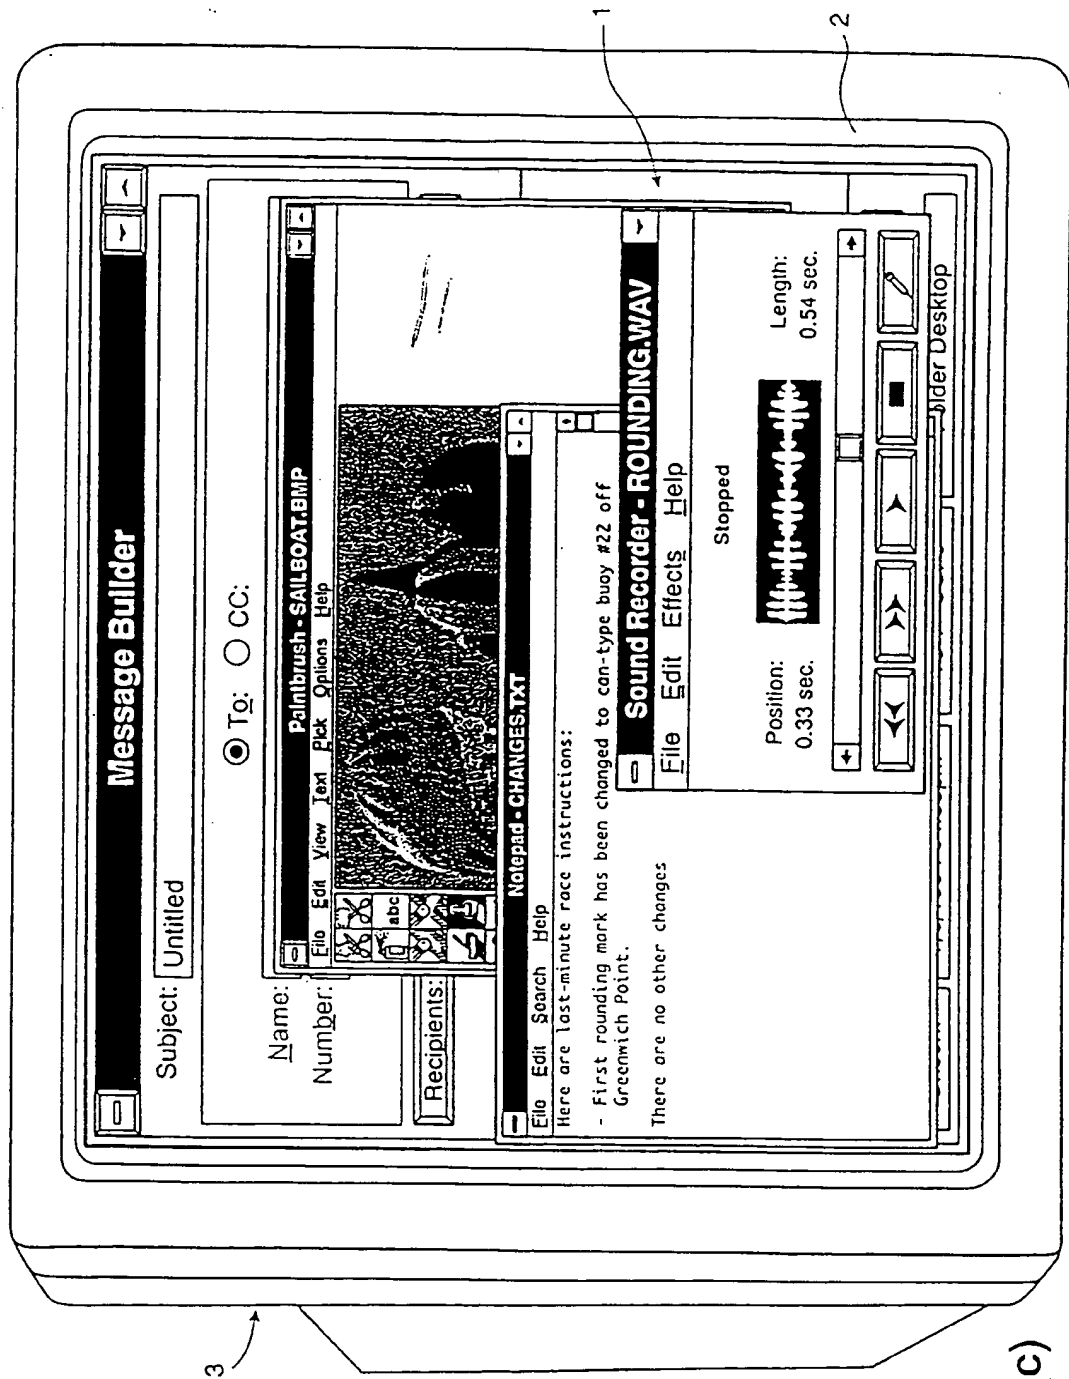 Message Builder
Subject: Untitled
To: CC:
Name:
Number:
Recipients:
Paintbrush - SAILBOAT.BMP
File Edit View Text Pick Options Help
abc
Notepad - CHANGES.TXT
File Edit Search Help
Here are last-minute race instructions:
- First rounding mark has been changed to can-type buoy #22 off
Greenwich Point.
There are no other changes
Sound Recorder - ROUNDING.WAV
File Edit Effects Help
Stopped
Position: Length:
0.33 sec. 0.54 sec.
older Desktop
1
2
3
C)